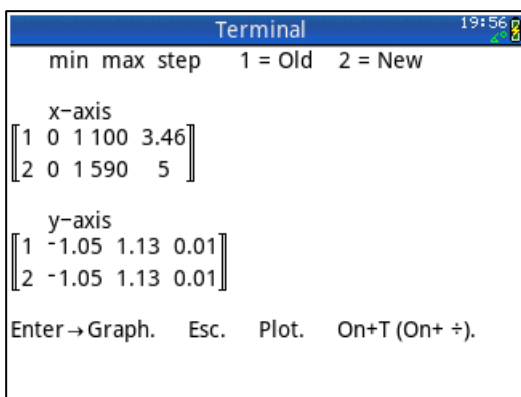 Terminal 19:56
min max step 1 = Old 2 = New
x-axis
1 0 1 100 3.46
2 0 1 590 5
y-axis
1 -1.05 1.13 0.01
2 -1.05 1.13 0.01
Enter→Graph. Esc. Plot. On+T (On+ ÷).